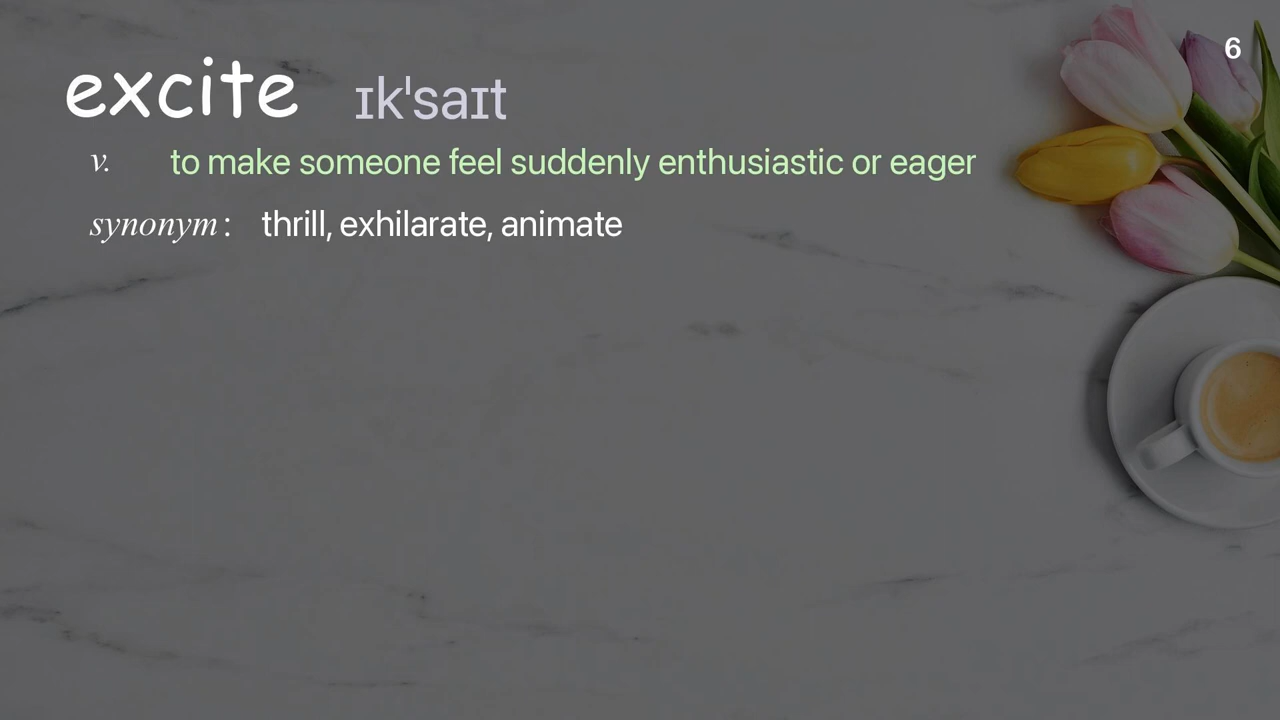 6
excite ɪkˈsaɪt
v. to make someone feel suddenly enthusiastic or eager
synonym : thrill, exhilarate, animate